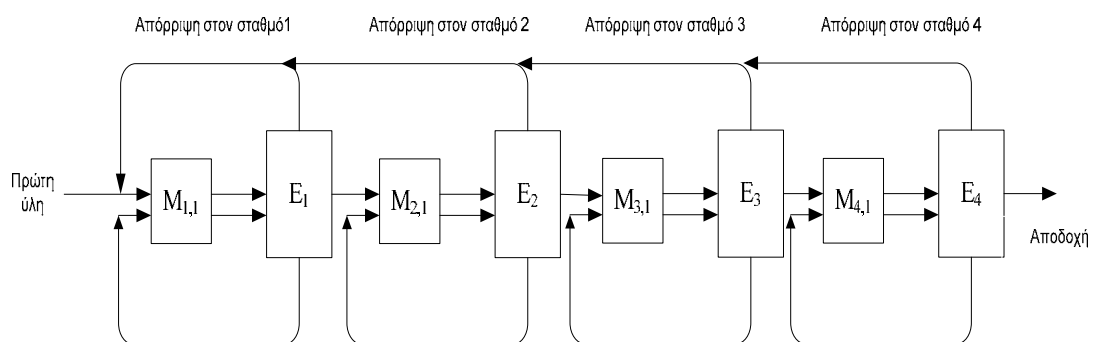 Απόρριψη στον σταθμό1
Απόρριψη στον σταθμό 2
Απόρριψη στον σταθμό 3
Απόρριψη στον σταθμό 4
Πρώτη
ύλη
M1,1
E1
M2,1
E2
M3,1
E3
M4,1
E4
Αποδοχή